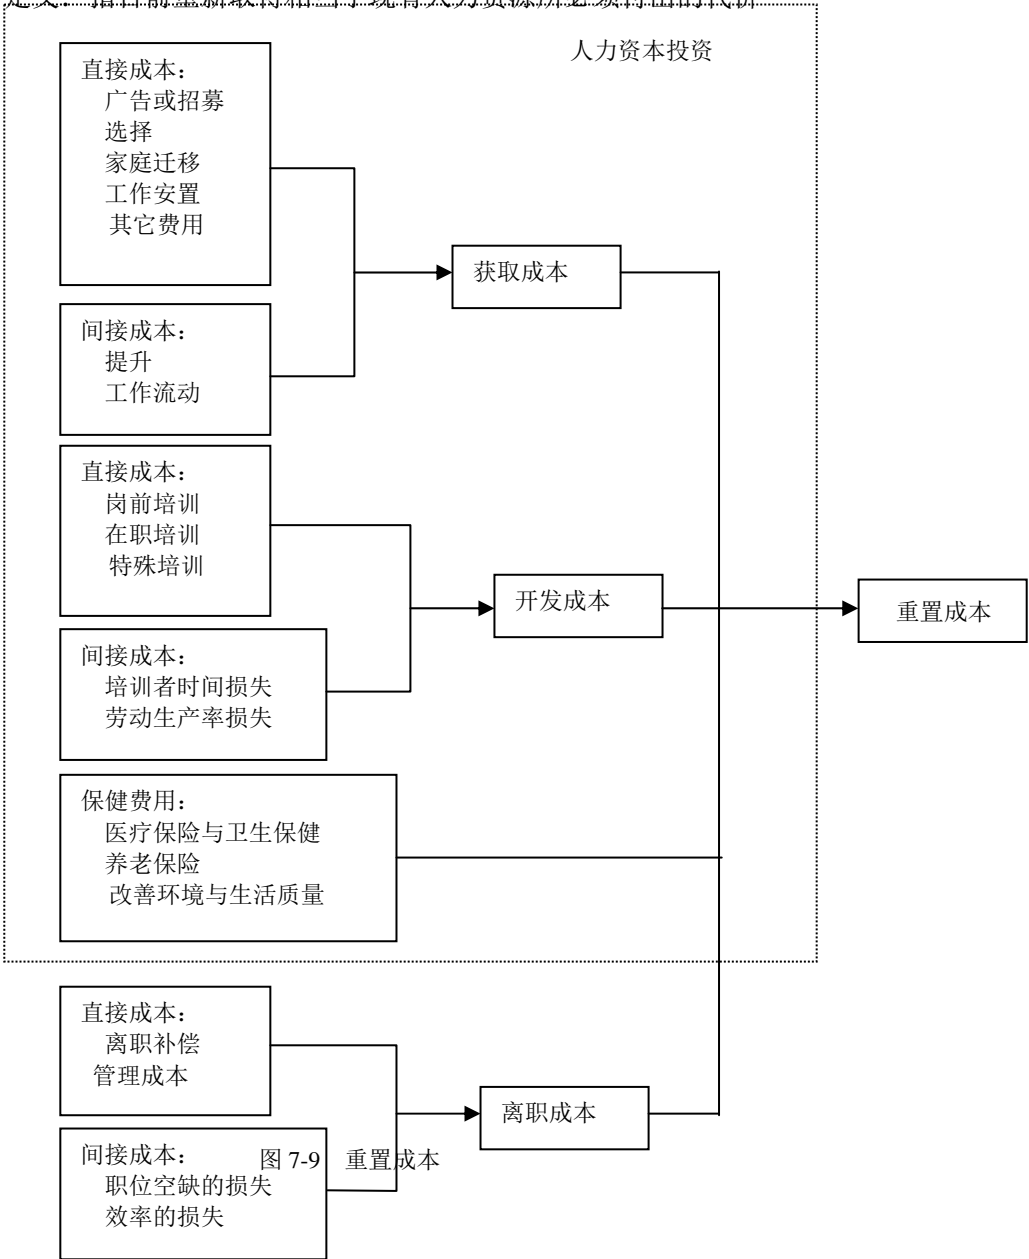 人力资本投资
直接成本：
广告或招募
选择
家庭迁移
工作安置
其它费用
获取成本
间接成本：
提升
工作流动
直接成本：
岗前培训
在职培训
特殊培训
开发成本
重置成本
间接成本：
培训者时间损失
劳动生产率损失
保健费用：
医疗保险与卫生保健
养老保险
改善环境与生活质量
直接成本：
离职补偿
管理成本
离职成本
间接成本：
职位空缺的损失
效率的损失
图 7-9 重置成本